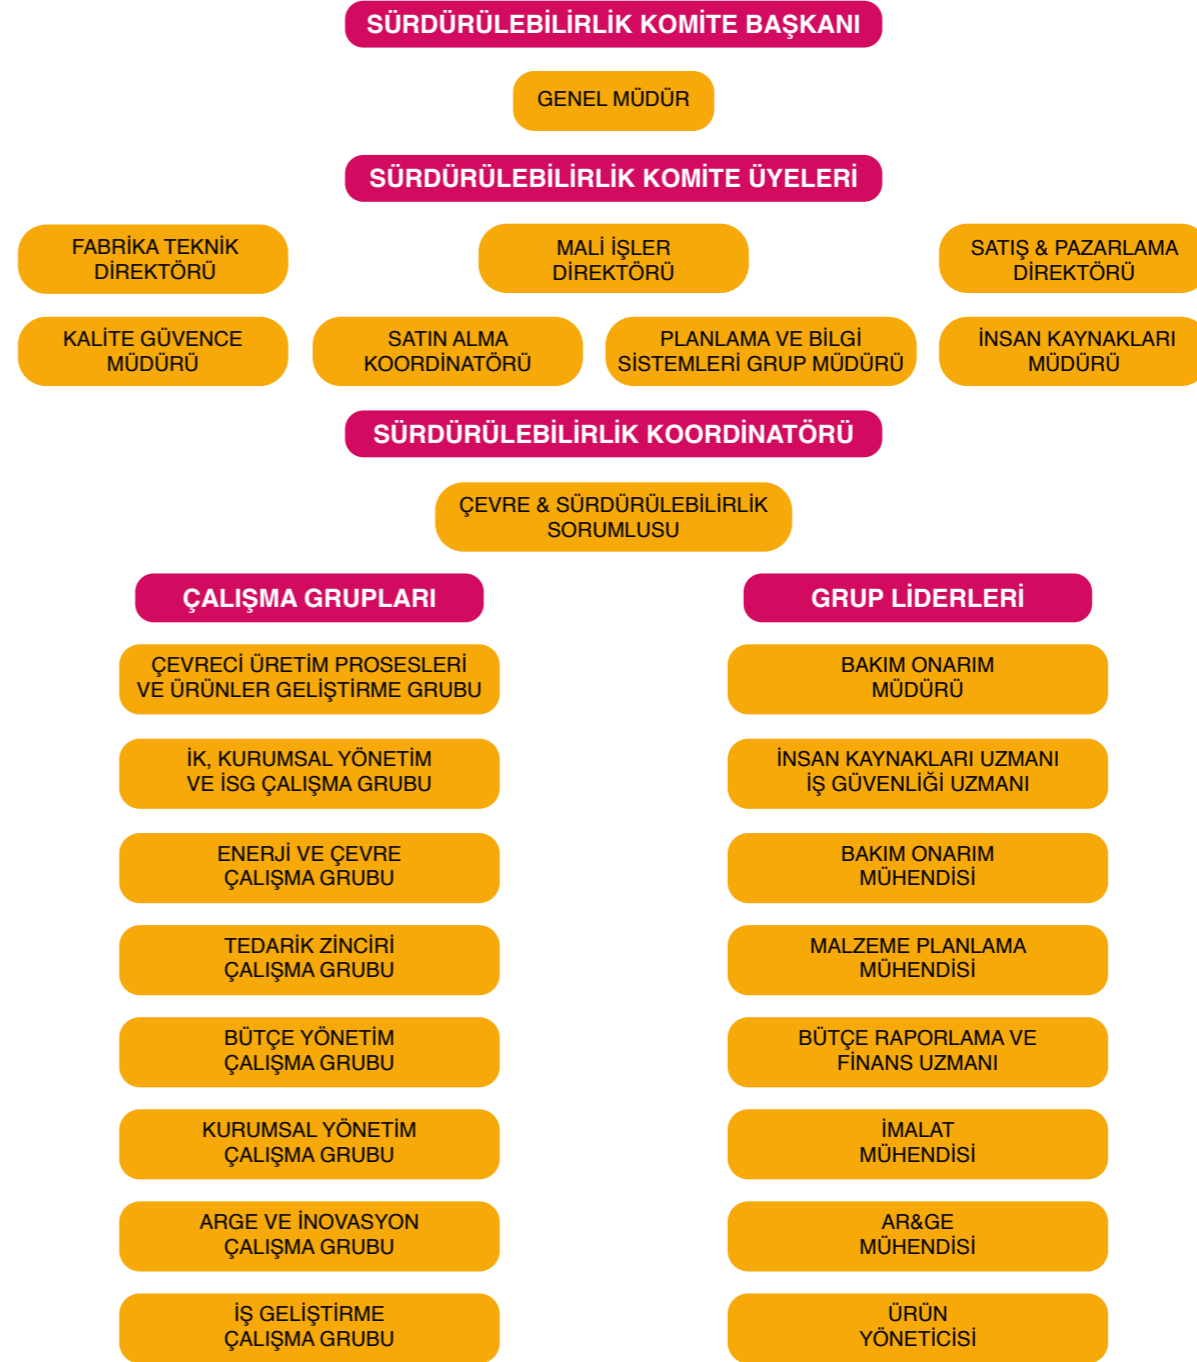 SÜRDÜRÜLEBİLİRLİK KOMİTE BAŞKANI
GENEL MÜDÜR
SÜRDÜRÜLEBİLİRLİK KOMİTE ÜYELERİ
FABRİKA TEKNİK
DİREKTÖRÜ
MALİ İŞLER
DİREKTÖRÜ
SATIŞ & PAZARLAMA
DİREKTÖRÜ
KALİTE GÜVENCE
MÜDÜRÜ
SATIN ALMA
KOORDİNATÖRÜ
PLANLAMA VE BİLGİ
SİSTEMLERİ GRUP MÜDÜRÜ
İNSAN KAYNAKLARI
MÜDÜRÜ
SÜRDÜRÜLEBİLİRLİK KOORDİNATÖRÜ
ÇEVRE & SÜRDÜRÜLEBİLİRLİK
SORUMLUSU
ÇALIŞMA GRUPLARI
GRUP LİDERLERİ
ÇEVRECİ ÜRETİM PROSESLERİ
VE ÜRÜNLER GELİŞTİRME GRUBU
BAKIM ONARIM
MÜDÜRÜ
İK, KURUMSAL YÖNETİM
VE İSG ÇALIŞMA GRUBU
İNSAN KAYNAKLARI UZMANI
İŞ GÜVENLİĞİ UZMANI
ENERJİ VE ÇEVRE
ÇALIŞMA GRUBU
BAKIM ONARIM
MÜHENDİSİ
TEDARİK ZİNCİRİ
ÇALIŞMA GRUBU
MALZEME PLANLAMA
MÜHENDİSİ
BÜTÇE YÖNETİM
ÇALIŞMA GRUBU
BÜTÇE RAPORLAMA VE
FİNANS UZMANI
KURUMSAL YÖNETİM
ÇALIŞMA GRUBU
İMALAT
MÜHENDİSİ
ARGE VE İNOVASYON
ÇALIŞMA GRUBU
AR&GE
MÜHENDİSİ
İŞ GELİŞTİRME
ÇALIŞMA GRUBU
ÜRÜN
YÖNETİCİSİ